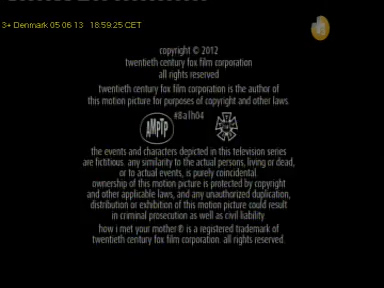 3+ Denmark 05 06 13 18:59:25 CET
copyright © 2012
twentieth century fox film corporation
all rights reserved
twentieth century fox film corporation is the author of
this motion picture for purposes of copyright and other laws.
#8alh04
AMPTP
the events and characters depicted in this television series
are fictitious. any similarity to the actual persons, living or dead,
or to actual events, is purely coincidental
ownership of this motion picture is protected by copyright
and other applicable laws, and any unauthorized duplication,
distribution or exhibition of this motion picture could result
in criminal prosecution as well as civil liability
how i met your mother® is a registered trademark of
twentieth century fox film corporation. all rights reserved.